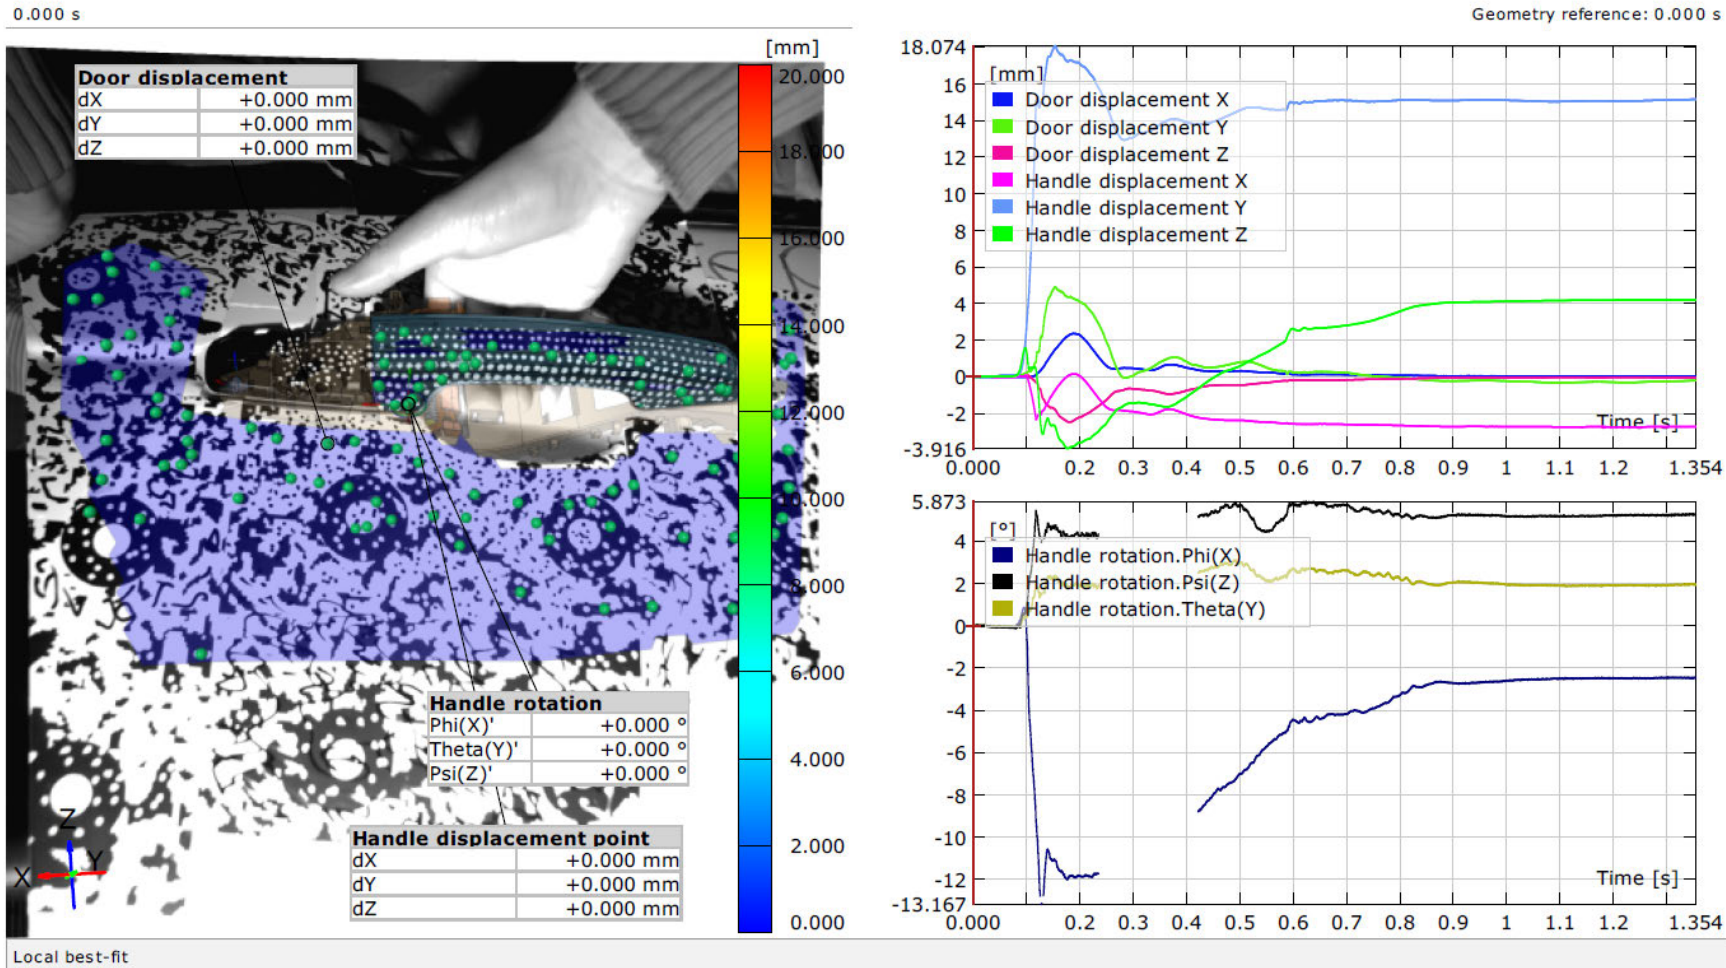 0.000 s
Geometry reference: 0.000 s
[mm]
20.000
18.000
16.000
14.000
12.000
10.000
8.000
6.000
4.000
2.000
0.000
Door displacement
dX +0.000 mm
dY +0.000 mm
dZ +0.000 mm
Handle rotation
Phi(X)' +0.000 °
Theta(Y)' +0.000 °
Psi(Z)' +0.000 °
Handle displacement point
dX +0.000 mm
dY +0.000 mm
dZ +0.000 mm
Z
Y
X
18.074
16
14
12
10
8
6
4
2
0
-2
-3.916
[mm]
Door displacement X
Door displacement Y
Door displacement Z
Handle displacement X
Handle displacement Y
Handle displacement Z
Time [s]
0.000 0.2 0.3 0.4 0.5 0.6 0.7 0.8 0.9 1 1.1 1.2 1.354
5.873
4
2
0
-2
-4
-6
-8
-10
-12
-13.167
[°]
Handle rotation.Phi(X)
Handle rotation.Psi(Z)
Handle rotation.Theta(Y)
Time [s]
0.000 0.2 0.3 0.4 0.5 0.6 0.7 0.8 0.9 1 1.1 1.2 1.354
Local best-fit